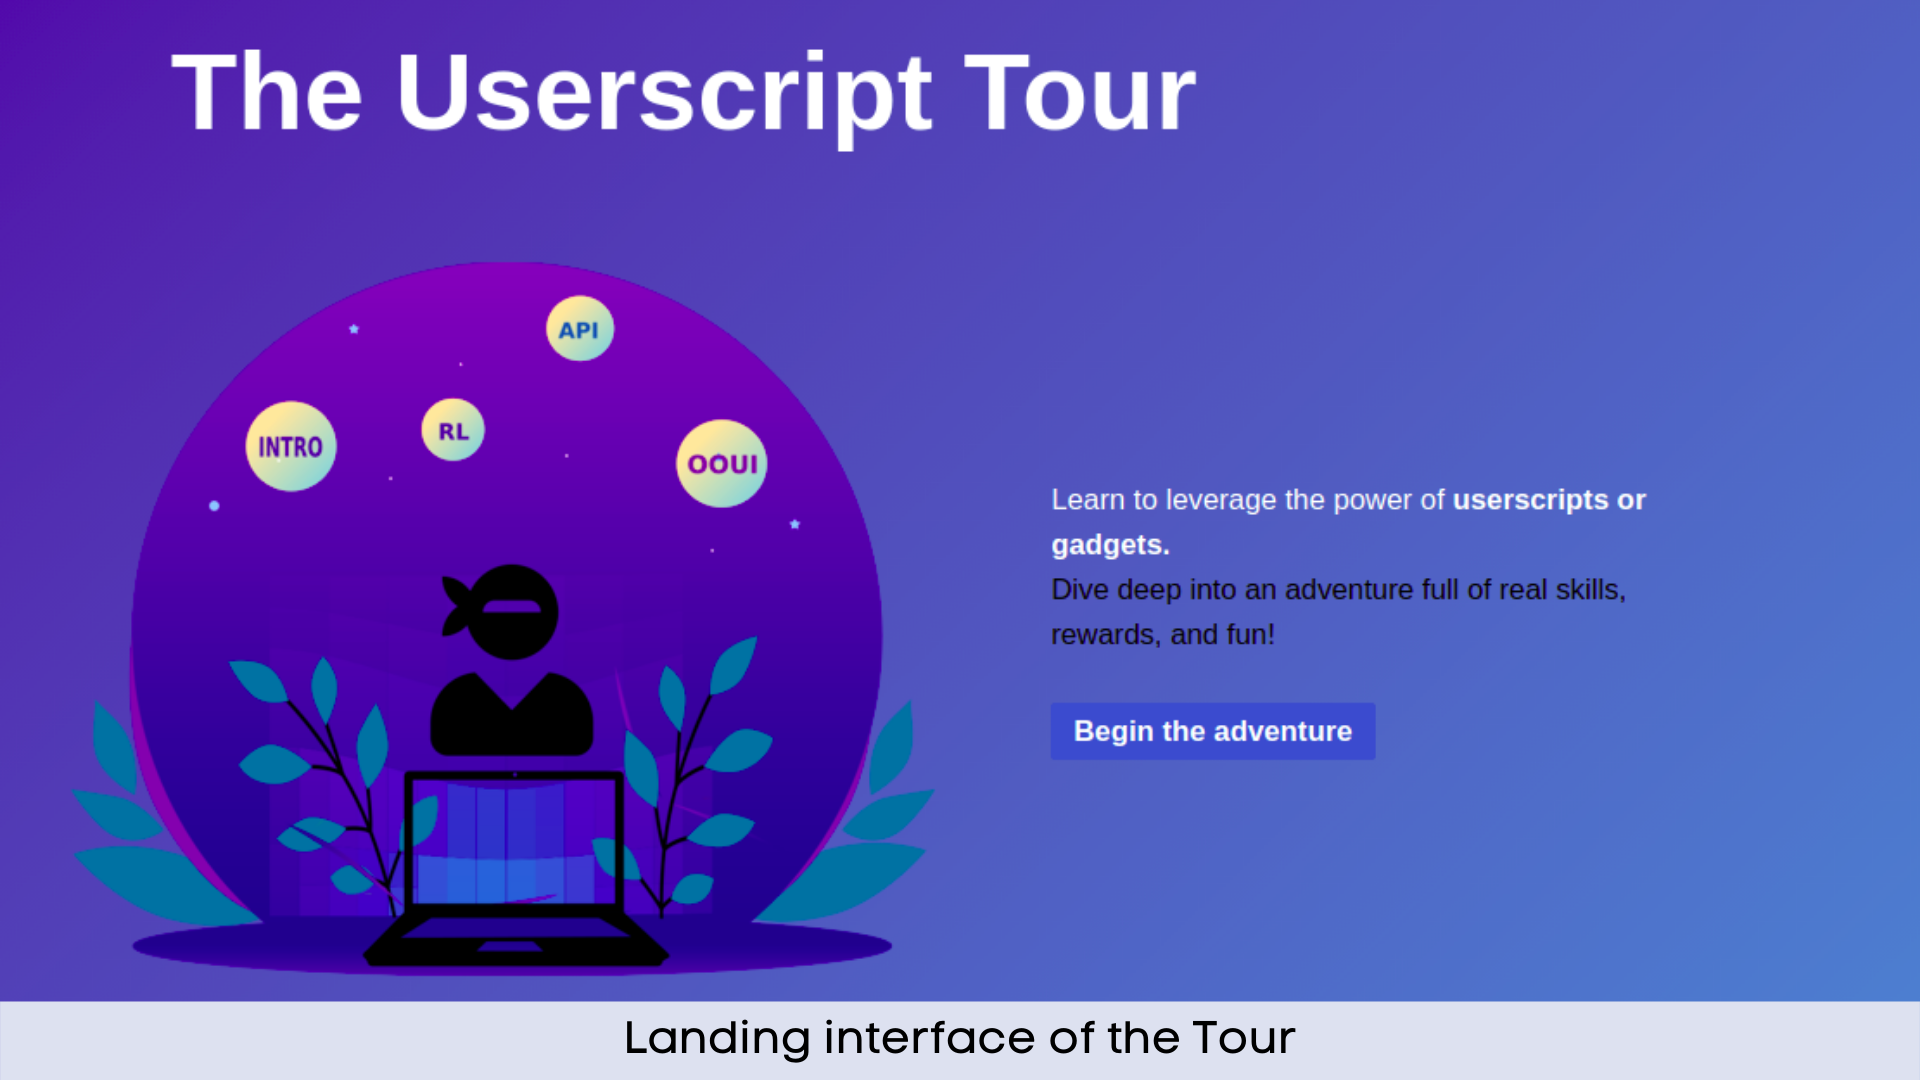 The Userscript Tour
API
INTRO
RL
OOUI
Learn to leverage the power of userscripts or
gadgets.
Dive deep into an adventure full of real skills,
rewards, and fun!
Begin the adventure
Landing interface of the Tour